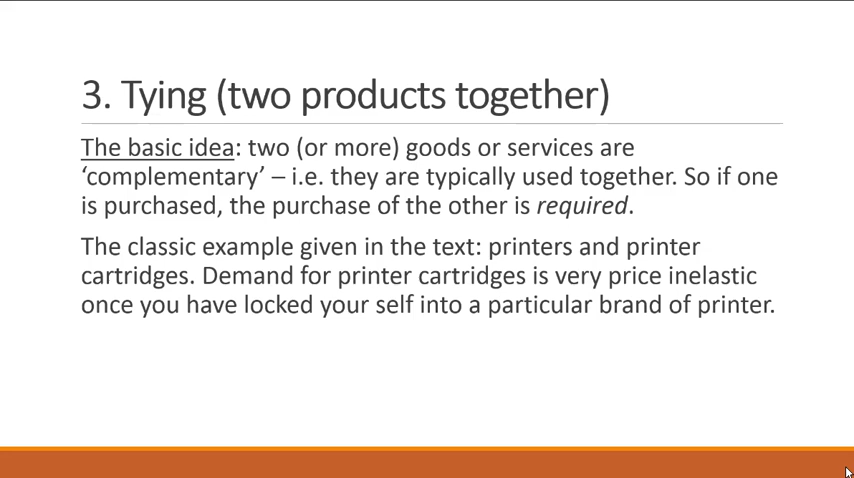 3. Tying (two products together)
The basic idea: two (or more) goods or services are
‘complementary’ – i.e. they are typically used together. So if one
is purchased, the purchase of the other is required.
The classic example given in the text: printers and printer
cartridges. Demand for printer cartridges is very price inelastic
once you have locked your self into a particular brand of printer.